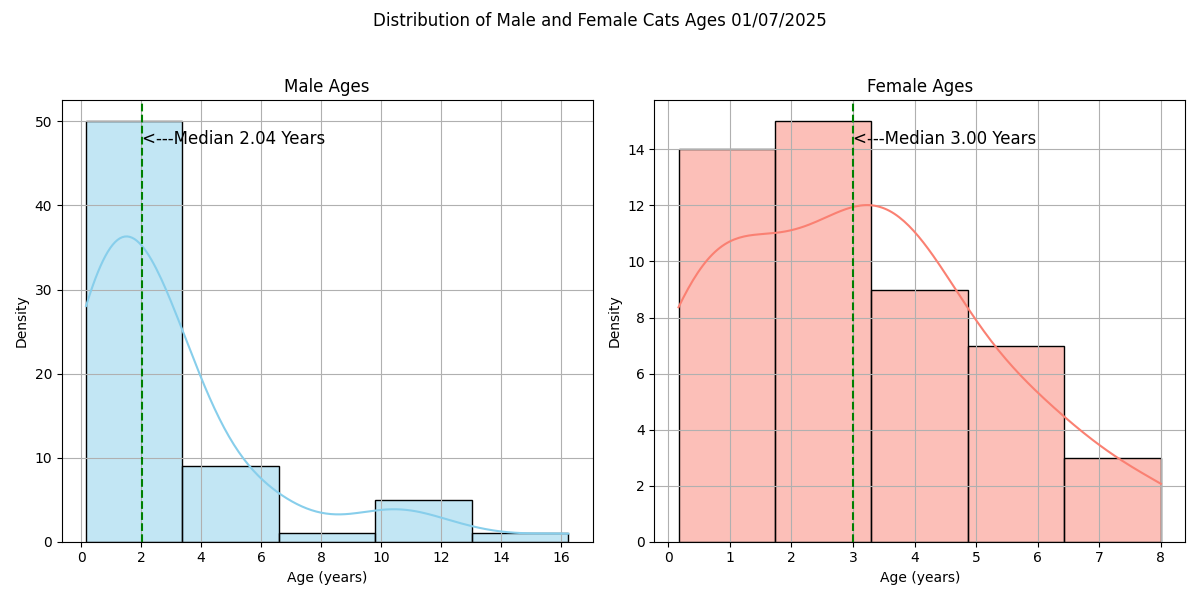 Distribution of Male and Female Cats Ages 01/07/2025
Male Ages
50
40
30
20
10
0
Density
<---Median 2.04 Years
0 2 4 6 8 10 12 14 16
Age (years)
Female Ages
14
12
10
8
6
4
2
0
Density
<---Median 3.00 Years
0 1 2 3 4 5 6 7 8
Age (years)